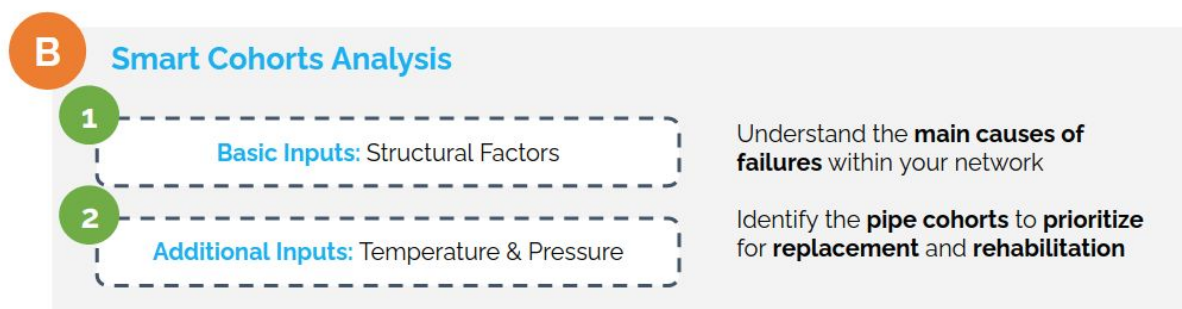 B
Smart Cohorts Analysis
1
Basic Inputs: Structural Factors
2
Additional Inputs: Temperature & Pressure
Understand the main causes of
failures within your network
Identify the pipe cohorts to prioritize
for replacement and rehabilitation